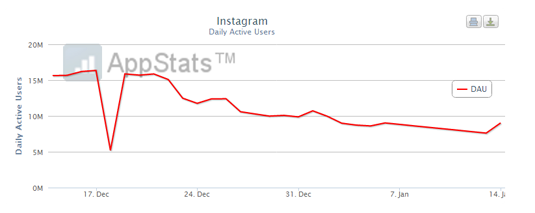 Instagram
Daily Active Users
20M
AppStats™
15M
DAU
10M
5M
0M
Daily Active Users
17. Dec
24. Dec
31. Dec
7. Jan
14. J